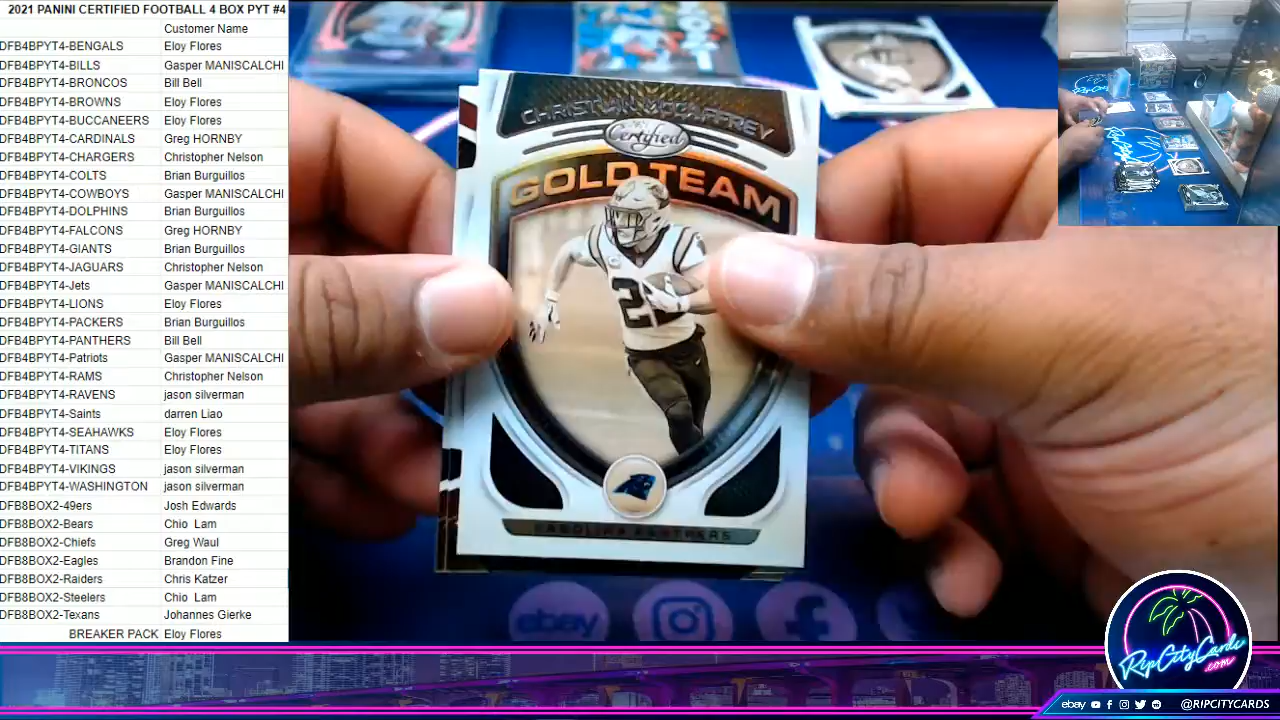 2021 PANINI CERTIFIED FOOTBALL 4 BOX PYT #4
Customer Name
DFB4BPYT4-BENGALS Eloy Flores
DFB4BPYT4-BILLS Gasper MANISCALCHI
DFB4BPYT4-BRONCOS Bill Bell
DFB4BPYT4-BROWNS Eloy Flores
DFB4BPYT4-BUCCANEERS Eloy Flores
DFB4BPYT4-CARDINALS Greg HORNBY
DFB4BPYT4-CHARGERS Christopher Nelson
DFB4BPYT4-COLTS Brian Burguillos
DFB4BPYT4-COWBOYS Gasper MANISCALCHI
DFB4BPYT4-DOLPHINS Brian Burguillos
DFB4BPYT4-FALCONS Greg HORNBY
DFB4BPYT4-GIANTS Brian Burguillos
DFB4BPYT4-JAGUARS Christopher Nelson
DFB4BPYT4-Jets Gasper MANISCALCHI
DFB4BPYT4-LIONS Eloy Flores
DFB4BPYT4-PACKERS Brian Burguillos
DFB4BPYT4-PANTHERS Bill Bell
DFB4BPYT4-Patriots Gasper MANISCALCHI
DFB4BPYT4-RAMS Christopher Nelson
DFB4BPYT4-RAVENS jason silverman
DFB4BPYT4-Saints darren Liao
DFB4BPYT4-SEAHAWKS Eloy Flores
DFB4BPYT4-TITANS Eloy Flores
DFB4BPYT4-VIKINGS jason silverman
DFB4BPYT4-WASHINGTON jason silverman
DFB8BOX2-49ers Josh Edwards
DFB8BOX2-Bears Chio Lam
DFB8BOX2-Chiefs Greg Waul
DFB8BOX2-Eagles Brandon Fine
DFB8BOX2-Raiders Chris Katzer
DFB8BOX2-Steelers Chio Lam
DFB8BOX2-Texans Johannes Gierke
BREAKER PACK Eloy Flores
CHRISTIAN MCCAFFREY
Certified
GOLD TEAM
2
CAROLINA PANTHERS
ebay
RipCityCards
.com
ebay @RIPCITYCARDS